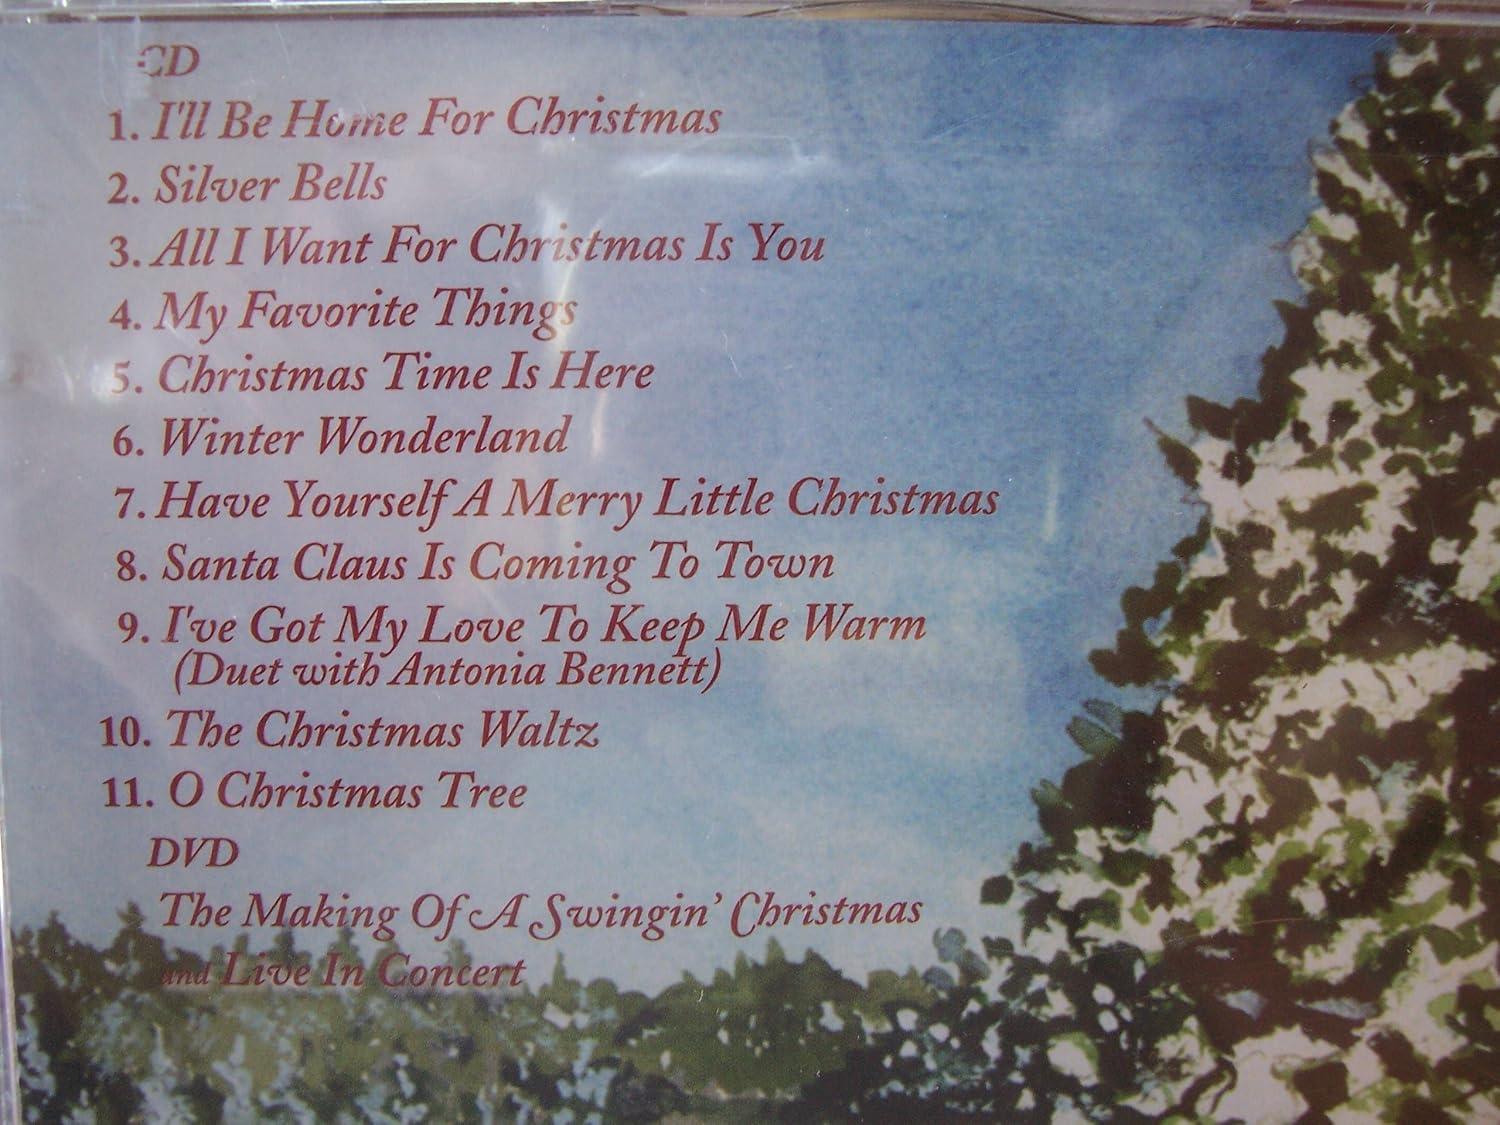 CD
1. I'll Be Home For Christmas
2. Silver Bells
3. All I Want For Christmas Is You
4. My Favorite Things
5. Christmas Time Is Here
6. Winter Wonderland
7. Have Yourself A Merry Little Christmas
8. Santa Claus Is Coming To Town
9. I've Got My Love To Keep Me Warm
(Duet with Antonia Bennett)
10. The Christmas Waltz
11. O Christmas Tree
DVD
The Making Of A Swingin' Christmas
and Live In Concert